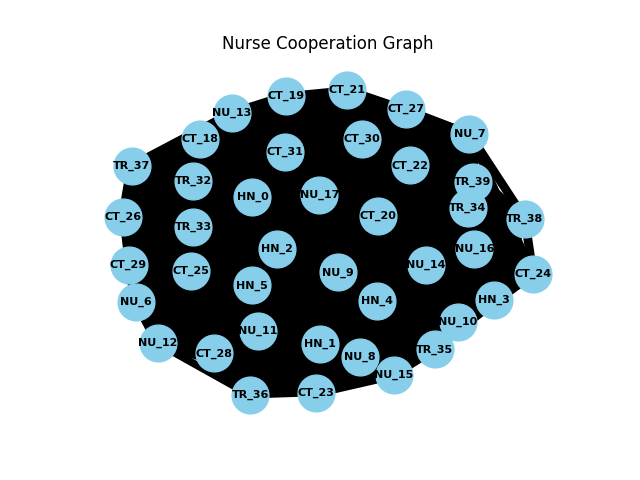 Nurse Cooperation Graph
CT_21
CT_19
CT_27
NU_13
NU_7
CT_18
CT_30
CT_31
CT_22
TR_37
TR_32
TR_39
HN_0
NU_17
TR_34
CT_26
CT_20
TR_38
TR_33
HN_2
NU_16
CT_29
NU_14
CT_25
NU_9
CT_24
HN_5
NU_6
HN_4
HN_3
NU_10
NU_11
NU_12
HN_1
TR_35
CT_28
NU_8
NU_15
TR_36
CT_23